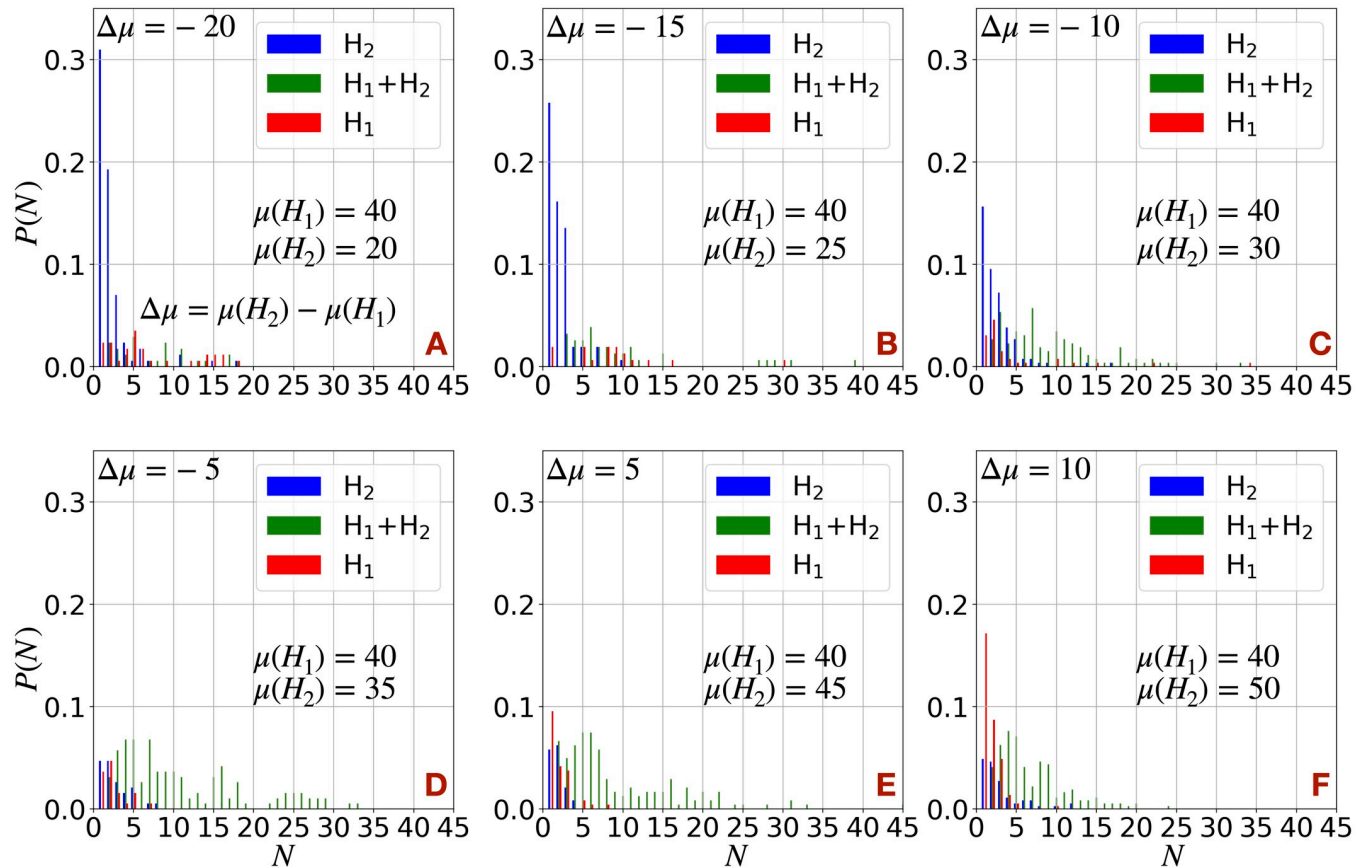 Δμ = − 20
H₂
H₁+H₂
H₁
μ(H₁) = 40
μ(H₂) = 20
Δμ = μ(H₂) − μ(H₁)
A
P(N)
0.3
0.2
0.1
0.0
0 5 10 15 20 25 30 35 45
Δμ = − 15
H₂
H₁+H₂
H₁
μ(H₁) = 40
μ(H₂) = 25
B
0.3
0.2
0.1
0.0
0 5 10 15 20 25 30 35 45
Δμ = − 10
H₂
H₁+H₂
H₁
μ(H₁) = 40
μ(H₂) = 30
C
0.3
0.2
0.1
0.0
0 5 10 15 20 25 30 35 45
Δμ = − 5
H₂
H₁+H₂
H₁
μ(H₁) = 40
μ(H₂) = 35
D
P(N)
0.3
0.2
0.1
0.0
0 5 10 15 20 25 30 35 45
N
Δμ = 5
H₂
H₁+H₂
H₁
μ(H₁) = 40
μ(H₂) = 45
E
0.3
0.2
0.1
0.0
0 5 10 15 20 25 30 35 45
N
Δμ = 10
H₂
H₁+H₂
H₁
μ(H₁) = 40
μ(H₂) = 50
F
0.3
0.2
0.1
0.0
0 5 10 15 20 25 30 35 45
N